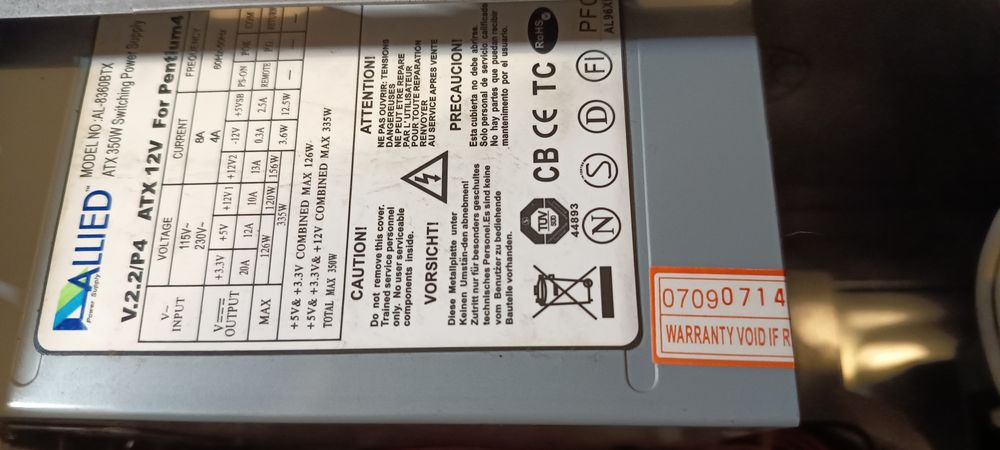 ALLIED™
Power Supply
MODEL NO: AL-8360BTX
ATX 350W Switching Power Supply
V.2.2/P4 ATX 12V For Pentium4
V~ INPUT VOLTAGE CURRENT FREQUENCY
115V~ 8A 60Hz/50Hz
230V~ 4A
V⎓ OUTPUT +3.3V +5V +12V1 +12V2 -12V +5VSB PS-ON POK COM
20A 12A 10A 13A 0.3A 2.5A REMOTE P.G RETURN
MAX 126W 120W 156W 3.6W 12.5W — — —
335W
+5V& +3.3V COMBINED MAX 126W
+5V& +3.3V& +12V COMBINED MAX 335W
TOTAL MAX 350W
CAUTION!
Do not remove this cover.
Trained service personnel
only. No user serviceable
components inside.
ATTENTION!
NE PAS OUVRIR: TENSIONS
DANGEREUSES
NE PEUT ETRE REPARE
PAR L'UTILISATEUR
POUR TOUTE REPARATION
RENVOYER
AU SERVICE APRES VENTE
VORSICHT!
Diese Metallplatte unter
Keinen Umstän-den abnehmen!
Zutritt nur für besonders geschultes
technisches Personel.Es sind keine
vom Benutzer zu bediehende
Bauteile vorhanden.
PRECAUCION!
Esta cubierta no debe abrirse.
Solo personal de servicio calificado
No hay partes que puedan recibir
mantenimento por el usuario.
TÜV
44893
CB CE TC RoHS
N S D FI PFC
07090714
WARRANTY VOID IF R